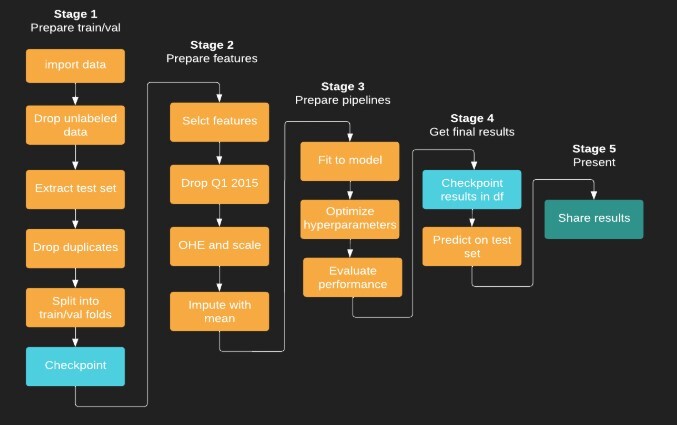 Stage 1
Prepare train/val
import data
Drop unlabeled
data
Extract test set
Drop duplicates
Split into
train/val folds
Checkpoint
Stage 2
Prepare features
Selct features
Drop Q1 2015
OHE and scale
Impute with
mean
Stage 3
Prepare pipelines
Fit to model
Optimize
hyperparameters
Evaluate
performance
Stage 4
Get final results
Checkpoint
results in df
Predict on test
set
Stage 5
Present
Share results